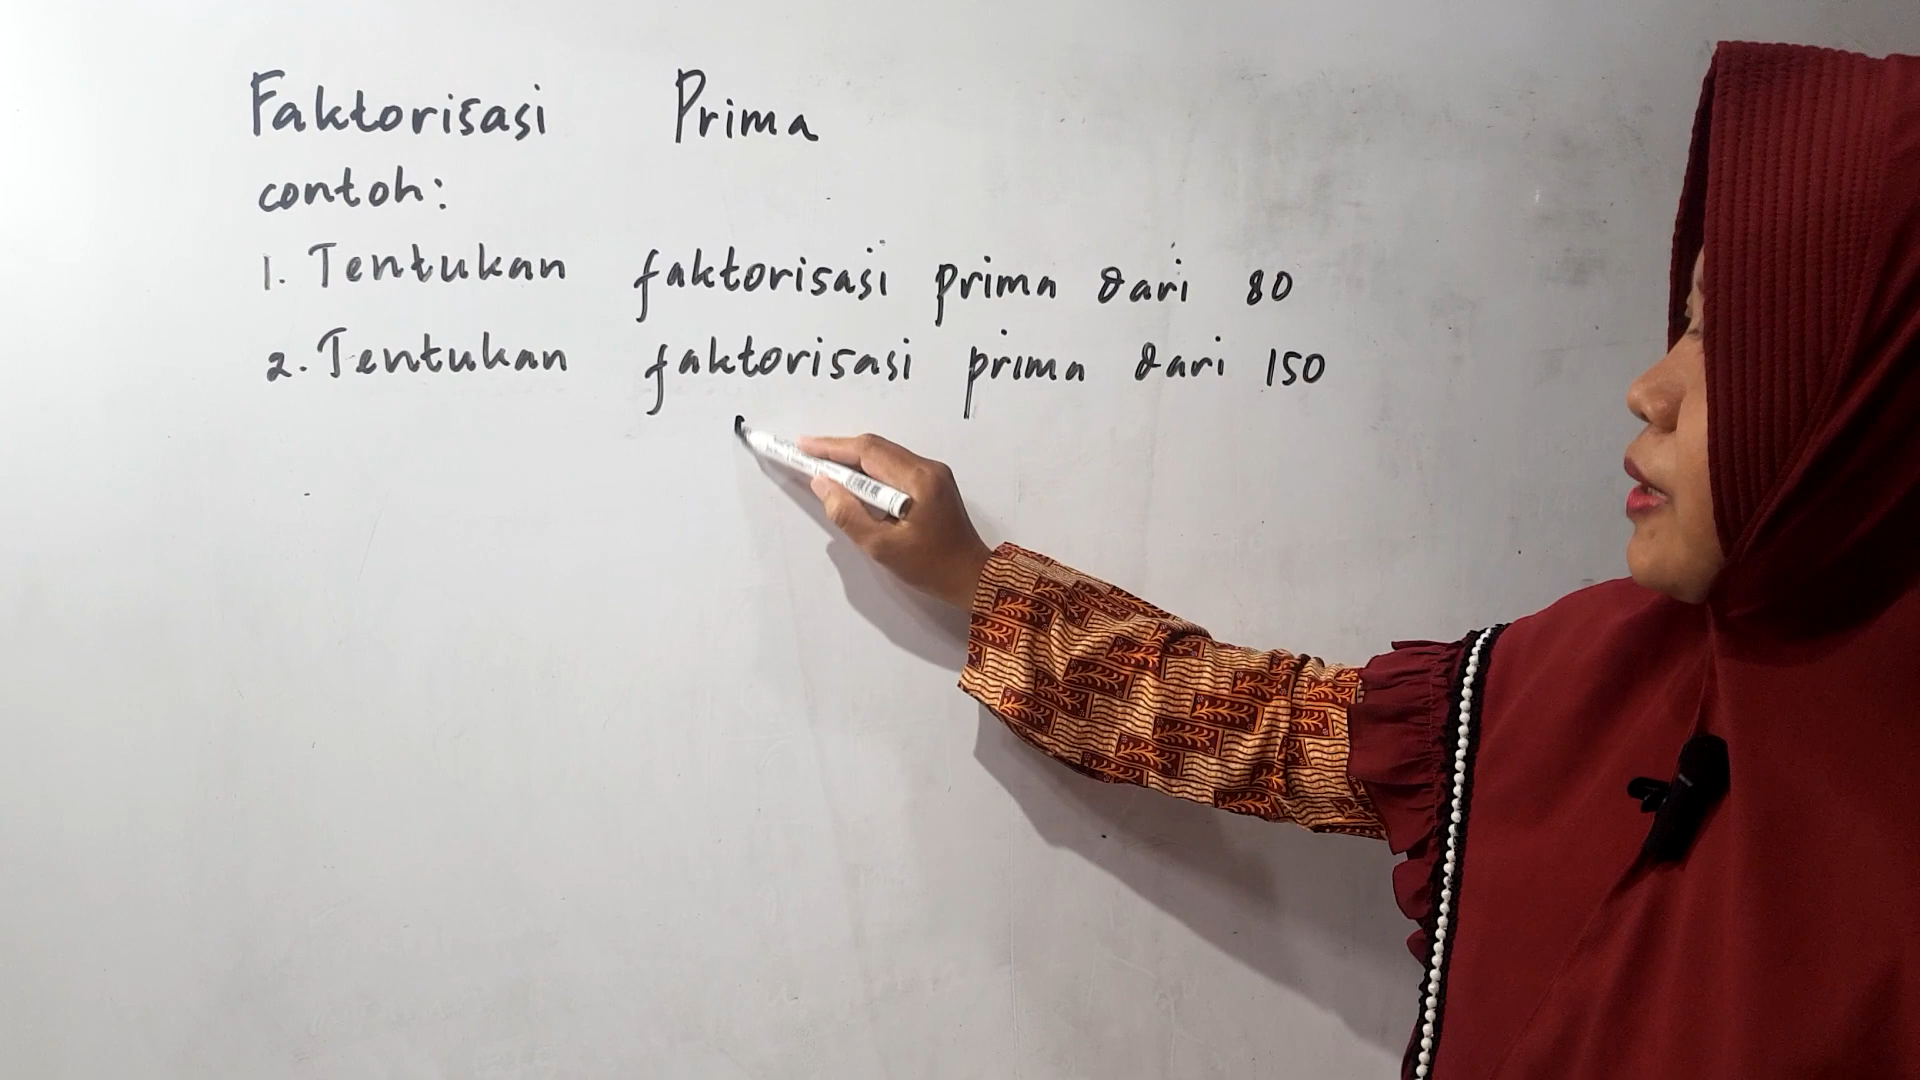 Faktorisasi Prima
contoh:
1. Tentukan faktorisasi prima dari 80
2. Tentukan faktorisasi prima dari 150